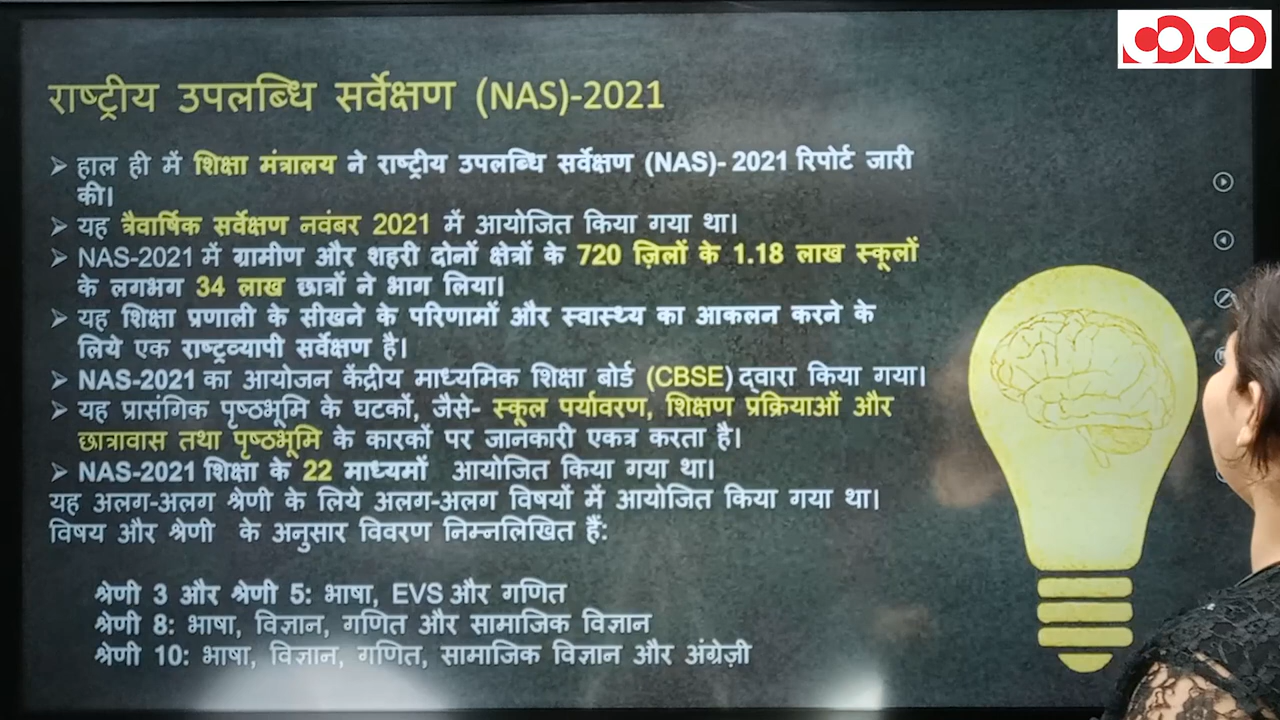 राष्ट्रीय उपलब्धि सर्वेक्षण (NAS)-2021
➢ हाल ही में शिक्षा मंत्रालय ने राष्ट्रीय उपलब्धि सर्वेक्षण (NAS)- 2021 रिपोर्ट जारी
की।
➢ यह त्रैवार्षिक सर्वेक्षण नवंबर 2021 में आयोजित किया गया था।
➢ NAS-2021 में ग्रामीण और शहरी दोनों क्षेत्रों के 720 ज़िलों के 1.18 लाख स्कूलों
के लगभग 34 लाख छात्रों ने भाग लिया।
➢ यह शिक्षा प्रणाली के सीखने के परिणामों और स्वास्थ्य का आकलन करने के
लिये एक राष्ट्रव्यापी सर्वेक्षण है।
➢ NAS-2021 का आयोजन केंद्रीय माध्यमिक शिक्षा बोर्ड (CBSE) द्वारा किया गया।
➢ यह प्रासंगिक पृष्ठभूमि के घटकों, जैसे- स्कूल पर्यावरण, शिक्षण प्रक्रियाओं और
छात्रावास तथा पृष्ठभूमि के कारकों पर जानकारी एकत्र करता है।
➢ NAS-2021 शिक्षा के 22 माध्यमों आयोजित किया गया था।
यह अलग-अलग श्रेणी के लिये अलग-अलग विषयों में आयोजित किया गया था।
विषय और श्रेणी के अनुसार विवरण निम्नलिखित हैं:
श्रेणी 3 और श्रेणी 5: भाषा, EVS और गणित
श्रेणी 8: भाषा, विज्ञान, गणित और सामाजिक विज्ञान
श्रेणी 10: भाषा, विज्ञान, गणित, सामाजिक विज्ञान और अंग्रेज़ी